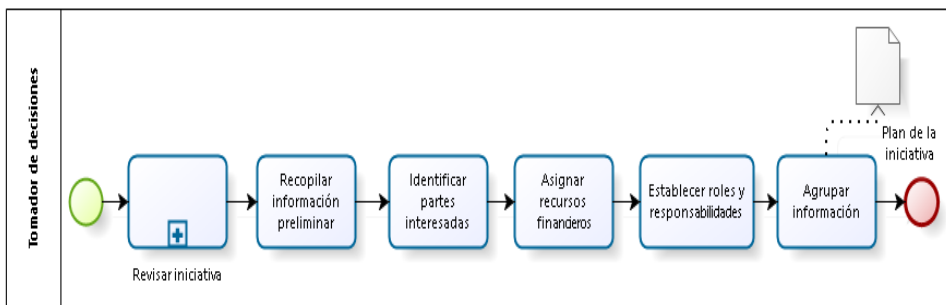 Tomador de decisiones
Revisar iniciativa
Recopilar
información
preliminar
Identificar
partes
interesadas
Asignar
recursos
financieros
Establecer roles y
responsabilidades
Agrupar
información
Plan de la
iniciativa